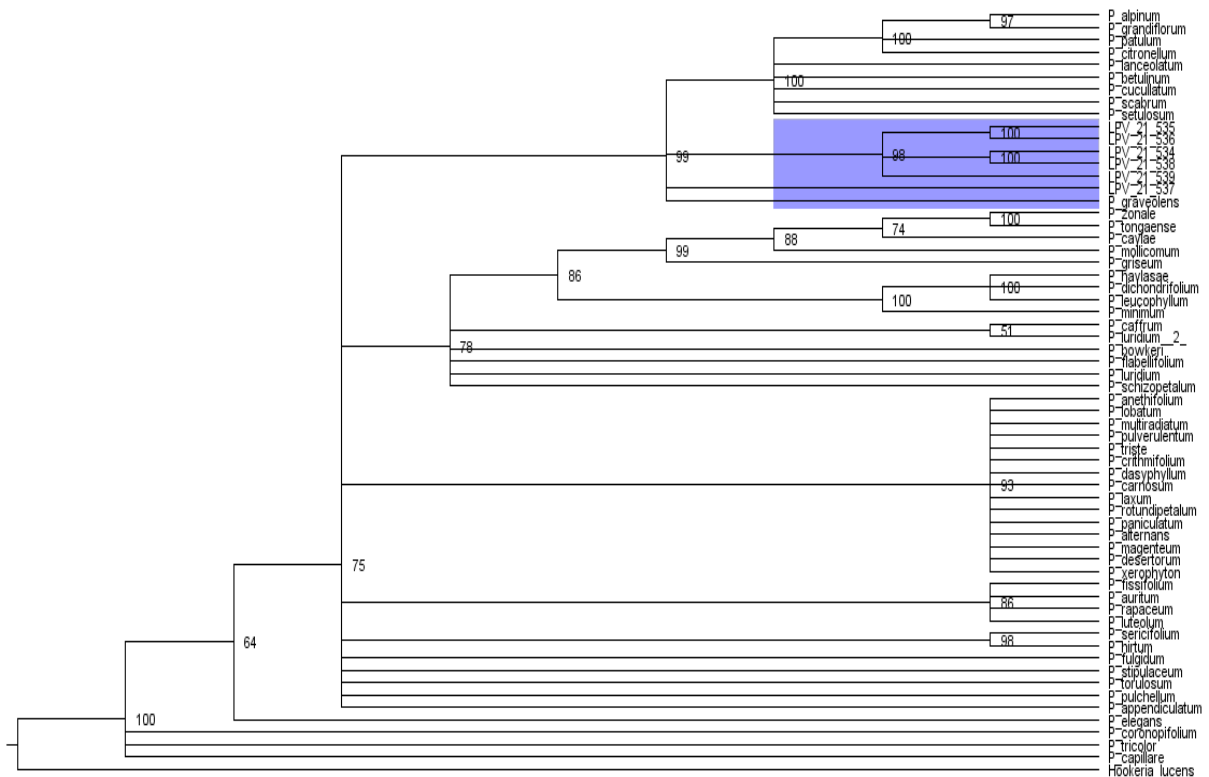 P_alpinum
97
P_grandiflorum
100
P_patulum
P_citronellum
P_lanceolatum
100
P_betulinum
P_cucullatum
P_scabrum
P_setulosum
LPV_21_535
100
LPV_21_536
99
98
LPV_21_534
100
LPV_21_538
LPV_21_539
LPV_21_537
P_graveolens
P_zonale
100
P_tongaense
74
P_caylae
88
P_mollicomum
99
P_griseum
86
P_haylasae
100
P_dichondrifolium
100
P_leucophyllum
P_minimum
P_caffrum
51
P_luridium__2_
78
P_bowkeri
P_flabellifolium
P_luridium
P_schizopetalum
P_anethifolium
P_lobatum
P_multiradiatum
P_pulverulentum
P_triste
P_crithmifolium
P_dasyphyllum
93
P_carnosum
P_laxum
P_rotundipetalum
P_paniculatum
P_alternans
P_magenteum
P_desertorum
75
P_xerophyton
P_fissifolium
P_auritum
86
P_rapaceum
P_luteolum
P_sericifolium
64
98
P_hirtum
P_fulgidum
P_stipulaceum
P_torulosum
P_pulchellum
P_appendiculatum
100
P_elegans
P_coronopifolium
P_tricolor
P_capillare
Hookeria_lucens